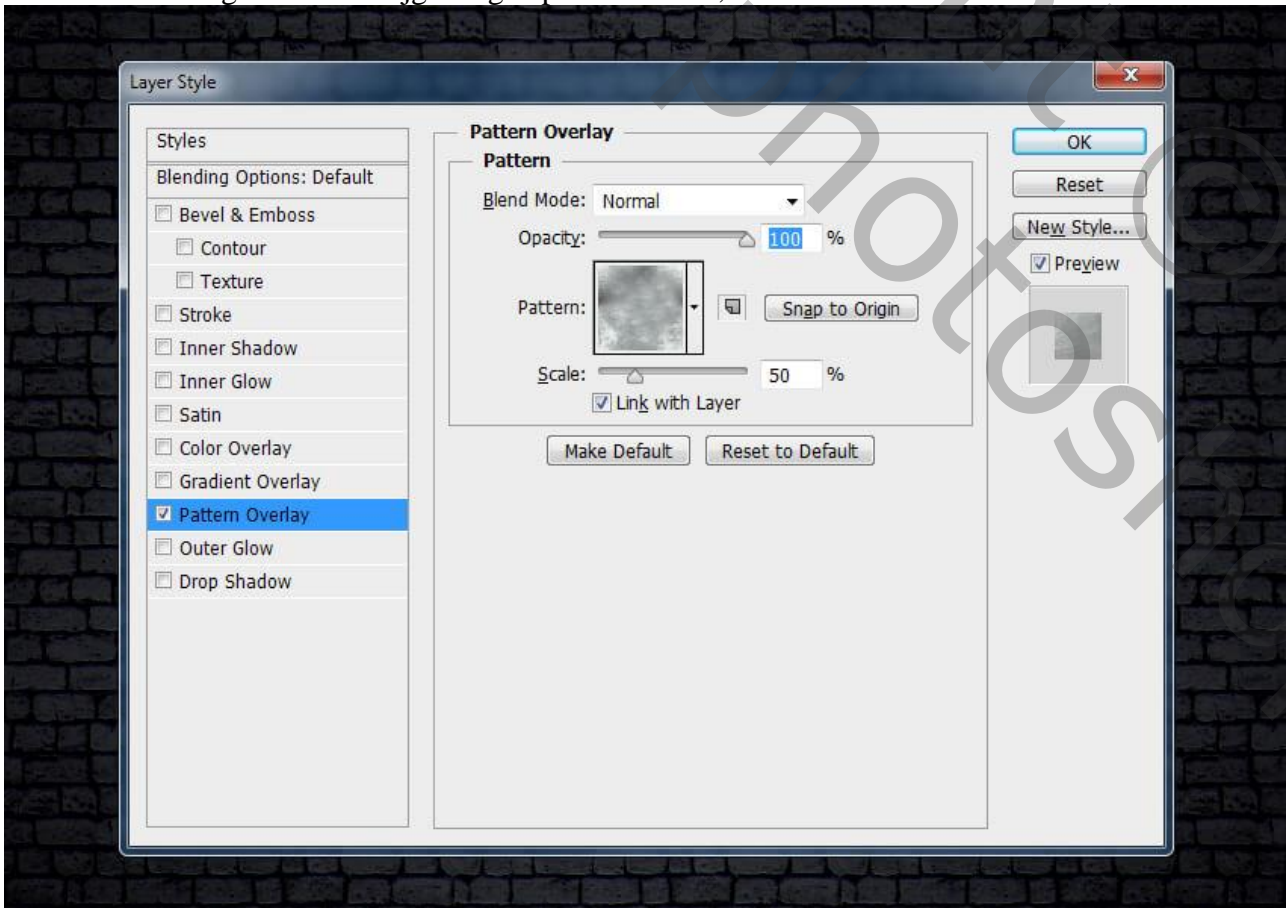 Layer Style
X
Styles
Blending Options: Default
Bevel & Emboss
Contour
Texture
Stroke
Inner Shadow
Inner Glow
Satin
Color Overlay
Gradient Overlay
Pattern Overlay
Outer Glow
Drop Shadow
Pattern Overlay
Pattern
Blend Mode: Normal
Opacity: 100 %
Pattern: Snap to Origin
Scale: 50 %
Link with Layer
Make Default Reset to Default
OK
Reset
New Style...
Preview